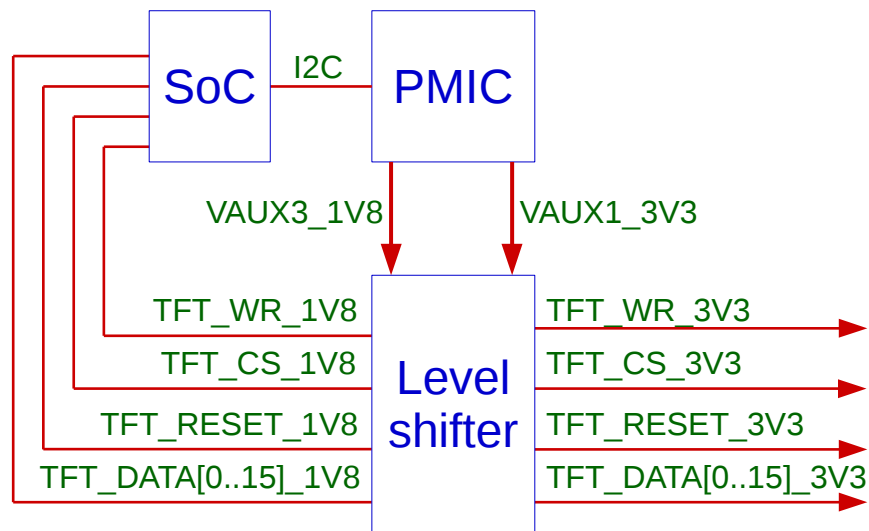 SoC
I2C
PMIC
VAUX3_1V8
VAUX1_3V3
TFT_WR_1V8
TFT_WR_3V3
TFT_CS_1V8
TFT_CS_3V3
Level
shifter
TFT_RESET_1V8
TFT_RESET_3V3
TFT_DATA[0..15]_1V8
TFT_DATA[0..15]_3V3